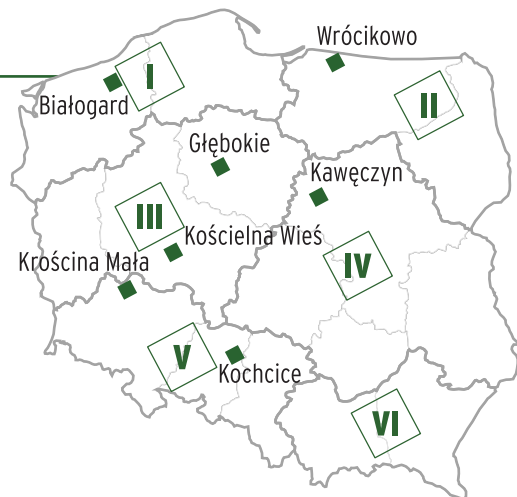 Wrócikowo
I
Białogard
II
Głębokie
Kawęczyn
III
Kościelna Wieś
Krościna Mała
IV
V
Kochcice
VI